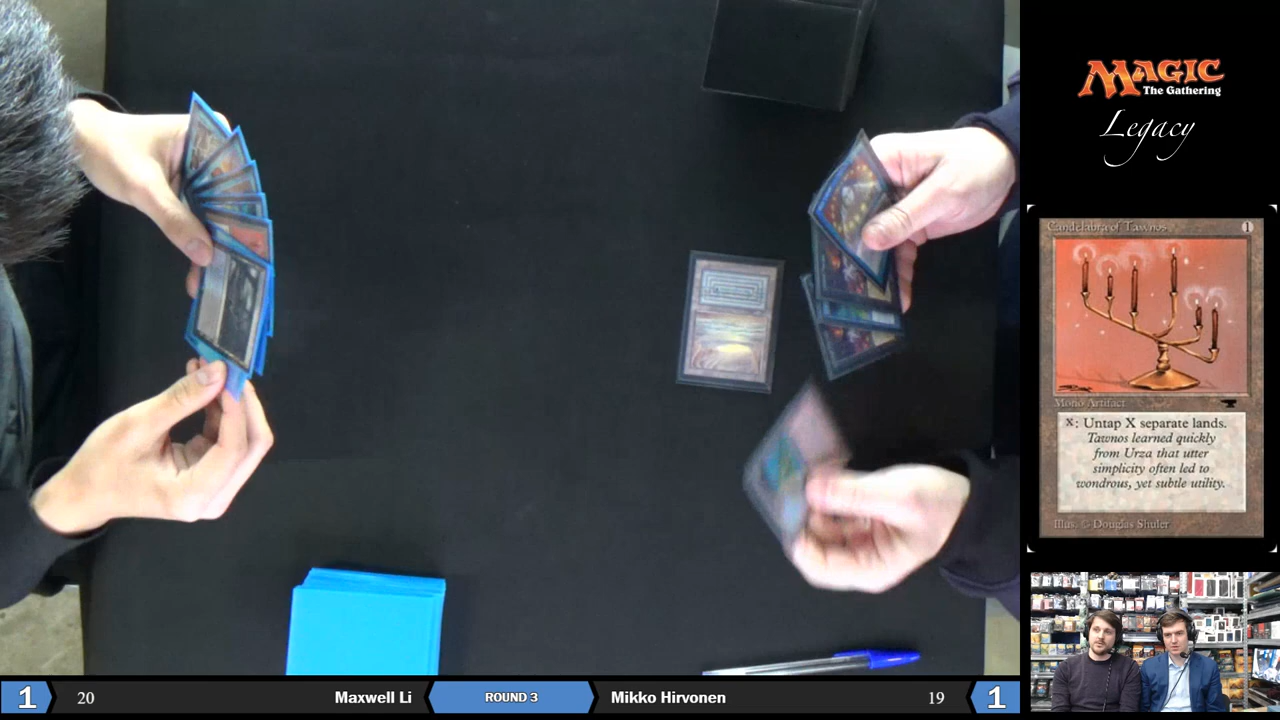 MAGIC
The Gathering
Legacy
Candelabra of Tawnos 1
Mono Artifact
X: Untap X separate lands.
Tawnos learned quickly
from Urza that utter
simplicity often led to
wondrous, yet subtle utility.
Illus. © Douglas Shuler
1 20 Maxwell Li ROUND 3 Mikko Hirvonen 19 1